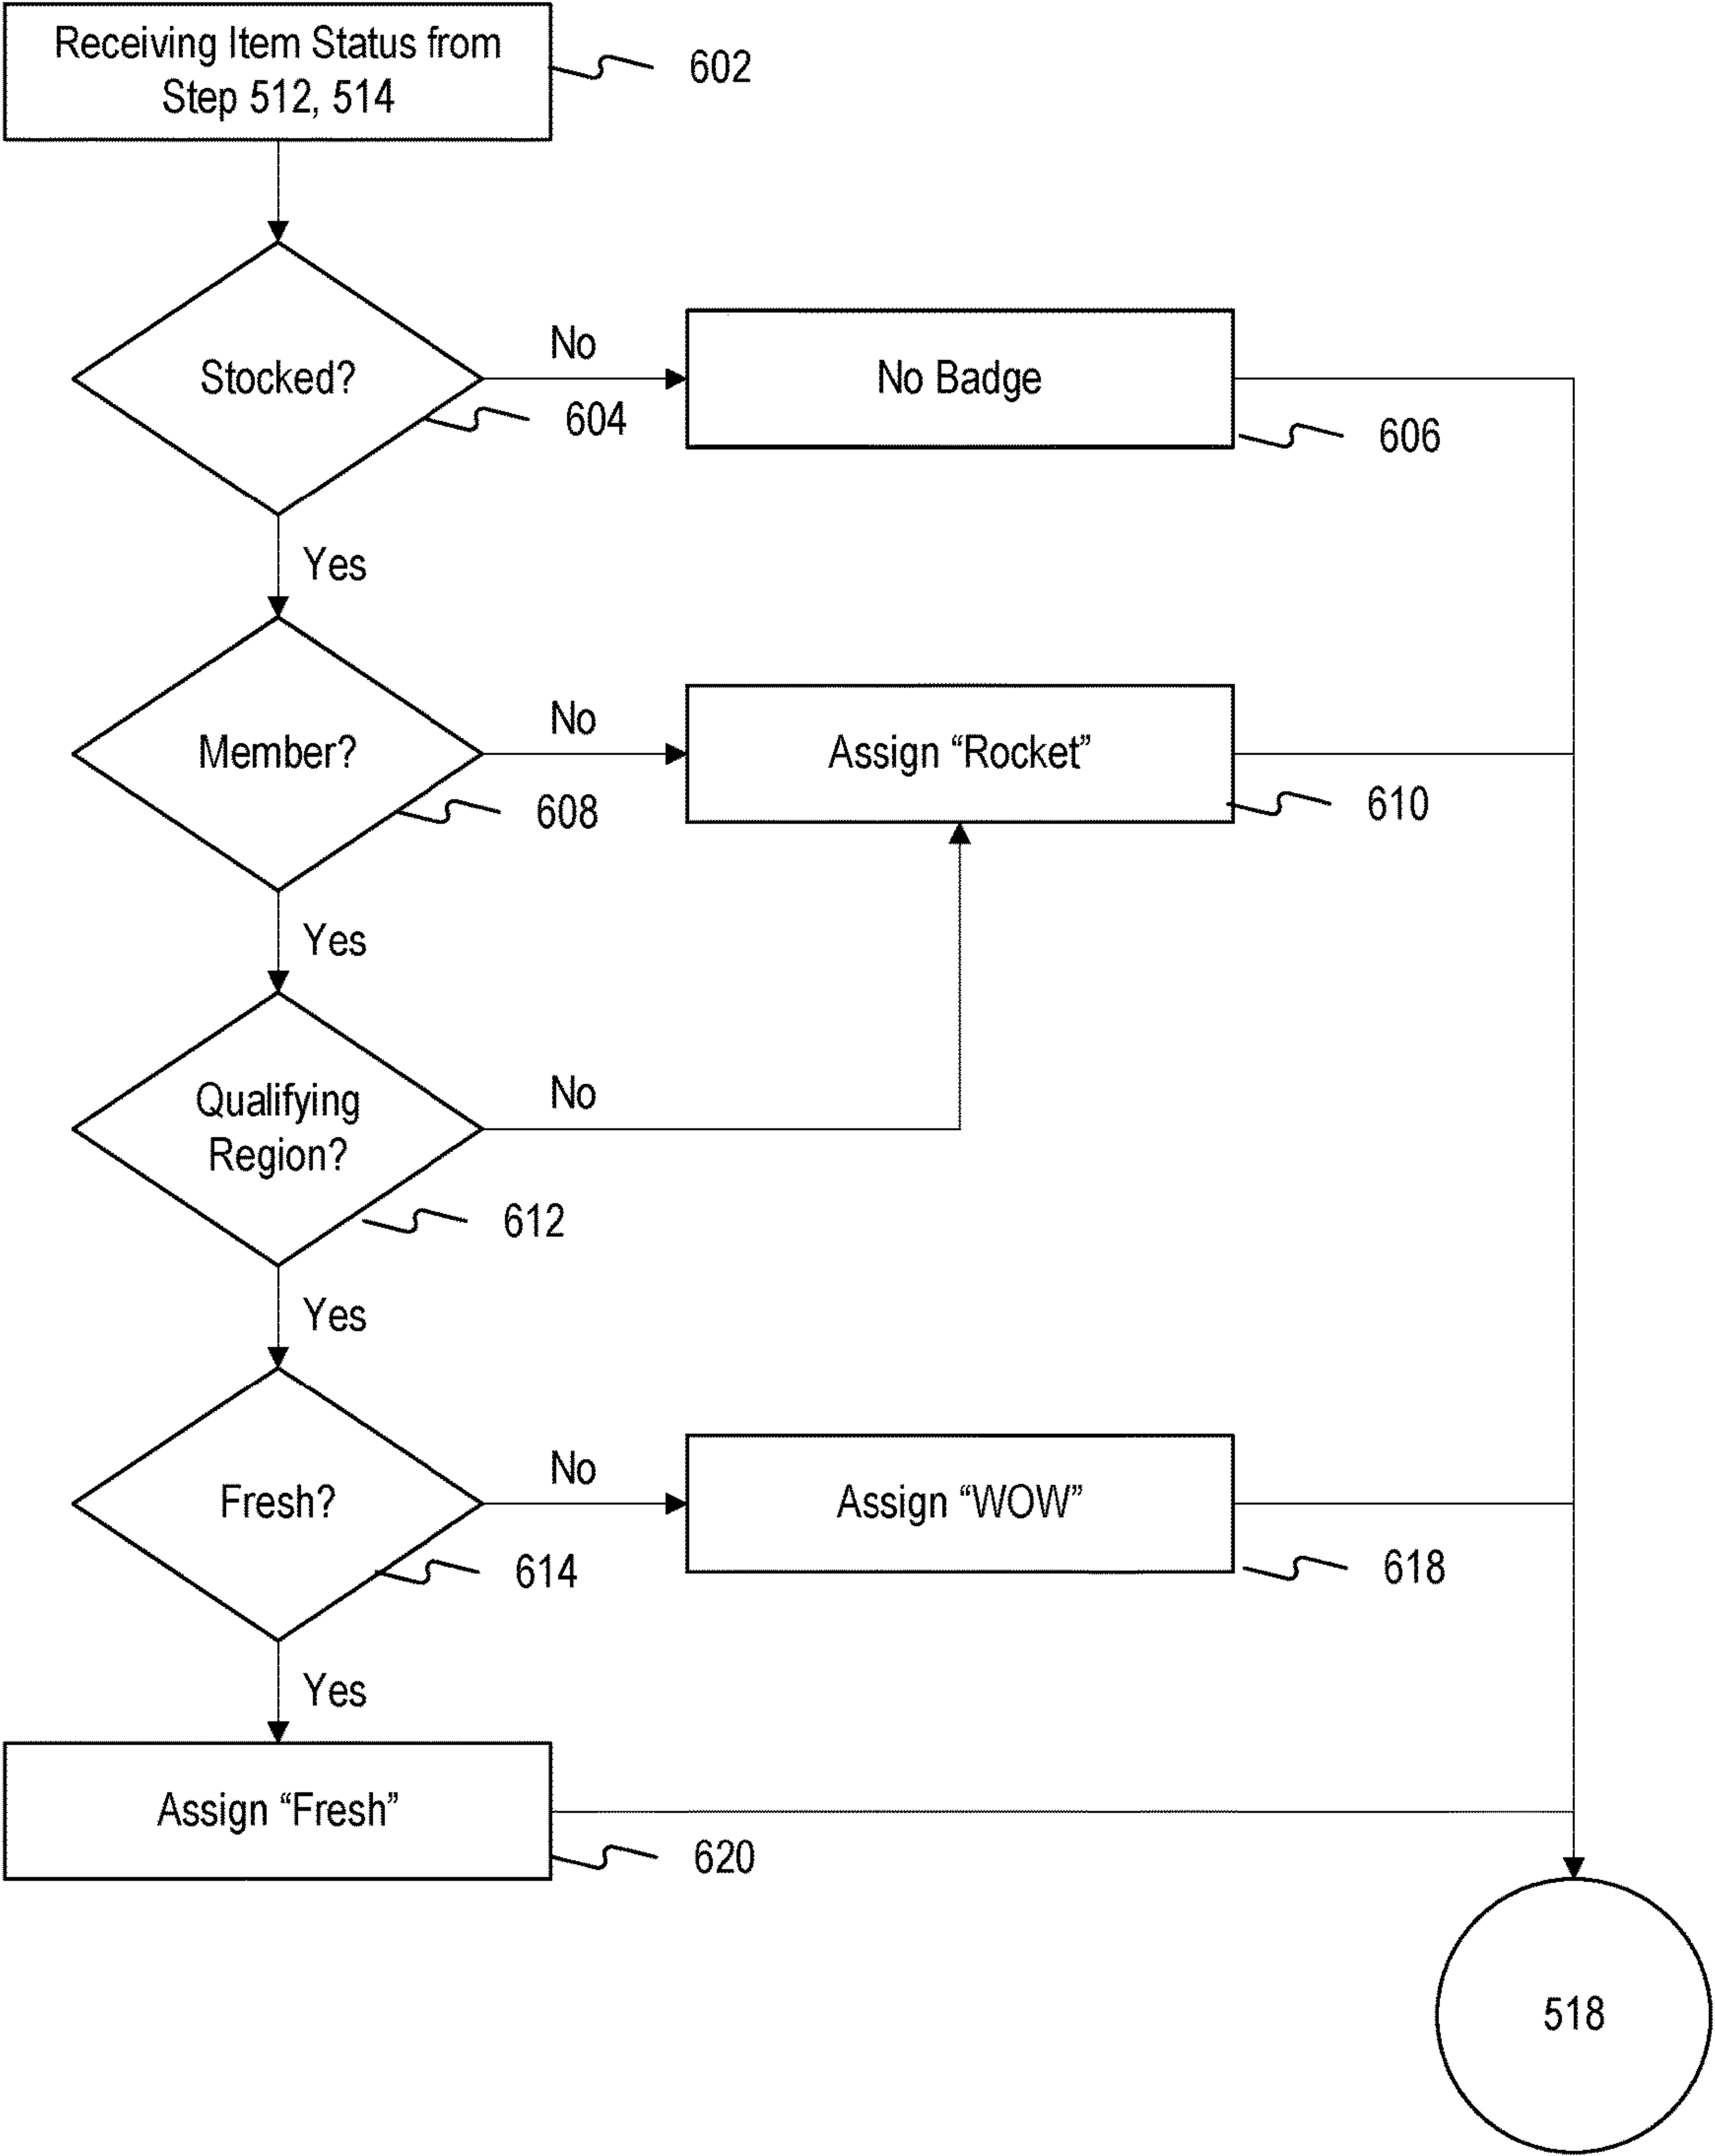 Receiving Item Status from
Step 512, 514
602
Stocked?
604
No
No Badge
606
Yes
Member?
608
No
Assign “Rocket”
610
Yes
Qualifying
Region?
612
No
Yes
Fresh?
614
No
Assign “WOW”
618
Yes
Assign “Fresh”
620
518